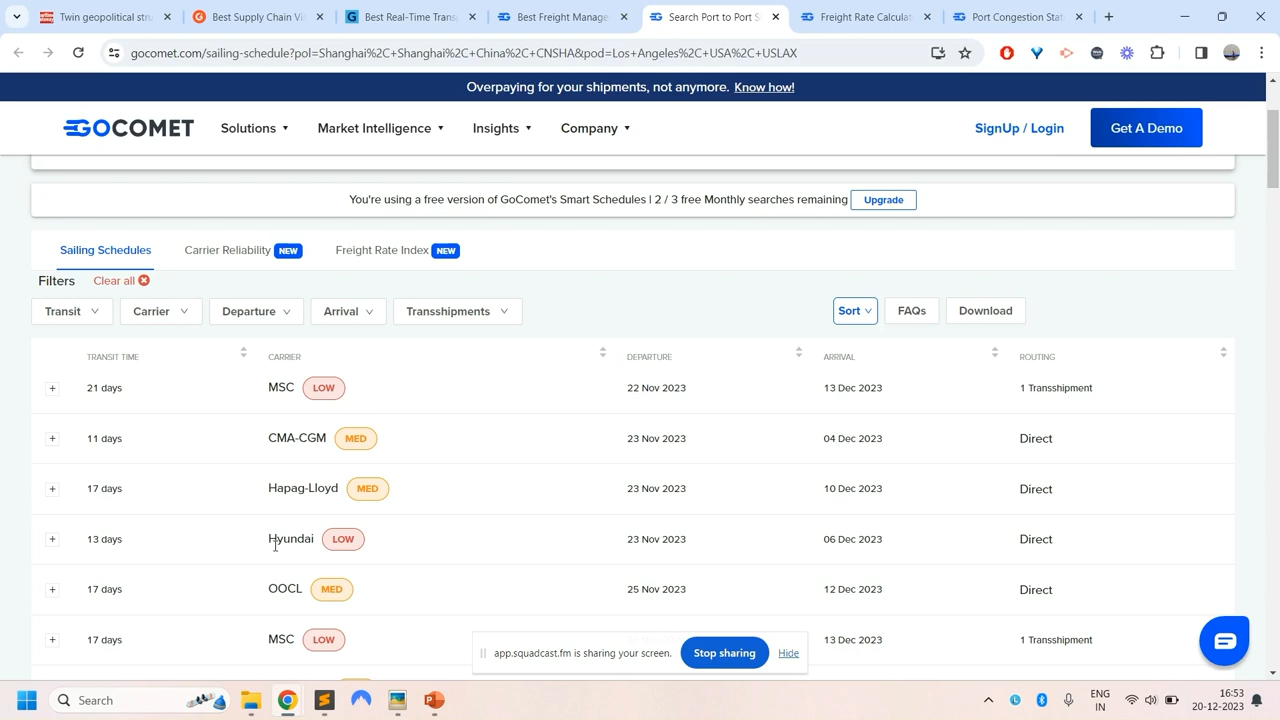 Twin geopolitical stru
Best Supply Chain Vi
Best Real-Time Trans
Best Freight Manage
Search Port to Port S
Freight Rate Calculat
Port Congestion Stat
gocomet.com/sailing-schedule?pol=Shanghai%2C+Shanghai%2C+China%2C+CNSHA&pod=Los+Angeles%2C+USA%2C+USLAX
Overpaying for your shipments, not anymore. Know how!
GOCOMET Solutions Market Intelligence Insights Company SignUp / Login Get A Demo
You're using a free version of GoComet's Smart Schedules | 2 / 3 free Monthly searches remaining Upgrade
Sailing Schedules Carrier Reliability NEW Freight Rate Index NEW
Filters Clear all
Transit Carrier Departure Arrival Transshipments Sort FAQs Download
TRANSIT TIME CARRIER DEPARTURE ARRIVAL ROUTING
21 days MSC LOW 22 Nov 2023 13 Dec 2023 1 Transshipment
11 days CMA-CGM MED 23 Nov 2023 04 Dec 2023 Direct
17 days Hapag-Lloyd MED 23 Nov 2023 10 Dec 2023 Direct
13 days Hyundai LOW 23 Nov 2023 06 Dec 2023 Direct
17 days OOCL MED 25 Nov 2023 12 Dec 2023 Direct
17 days MSC LOW 13 Dec 2023 1 Transshipment
app.squadcast.fm is sharing your screen. Stop sharing Hide
Search
ENG
IN
16:53
20-12-2023